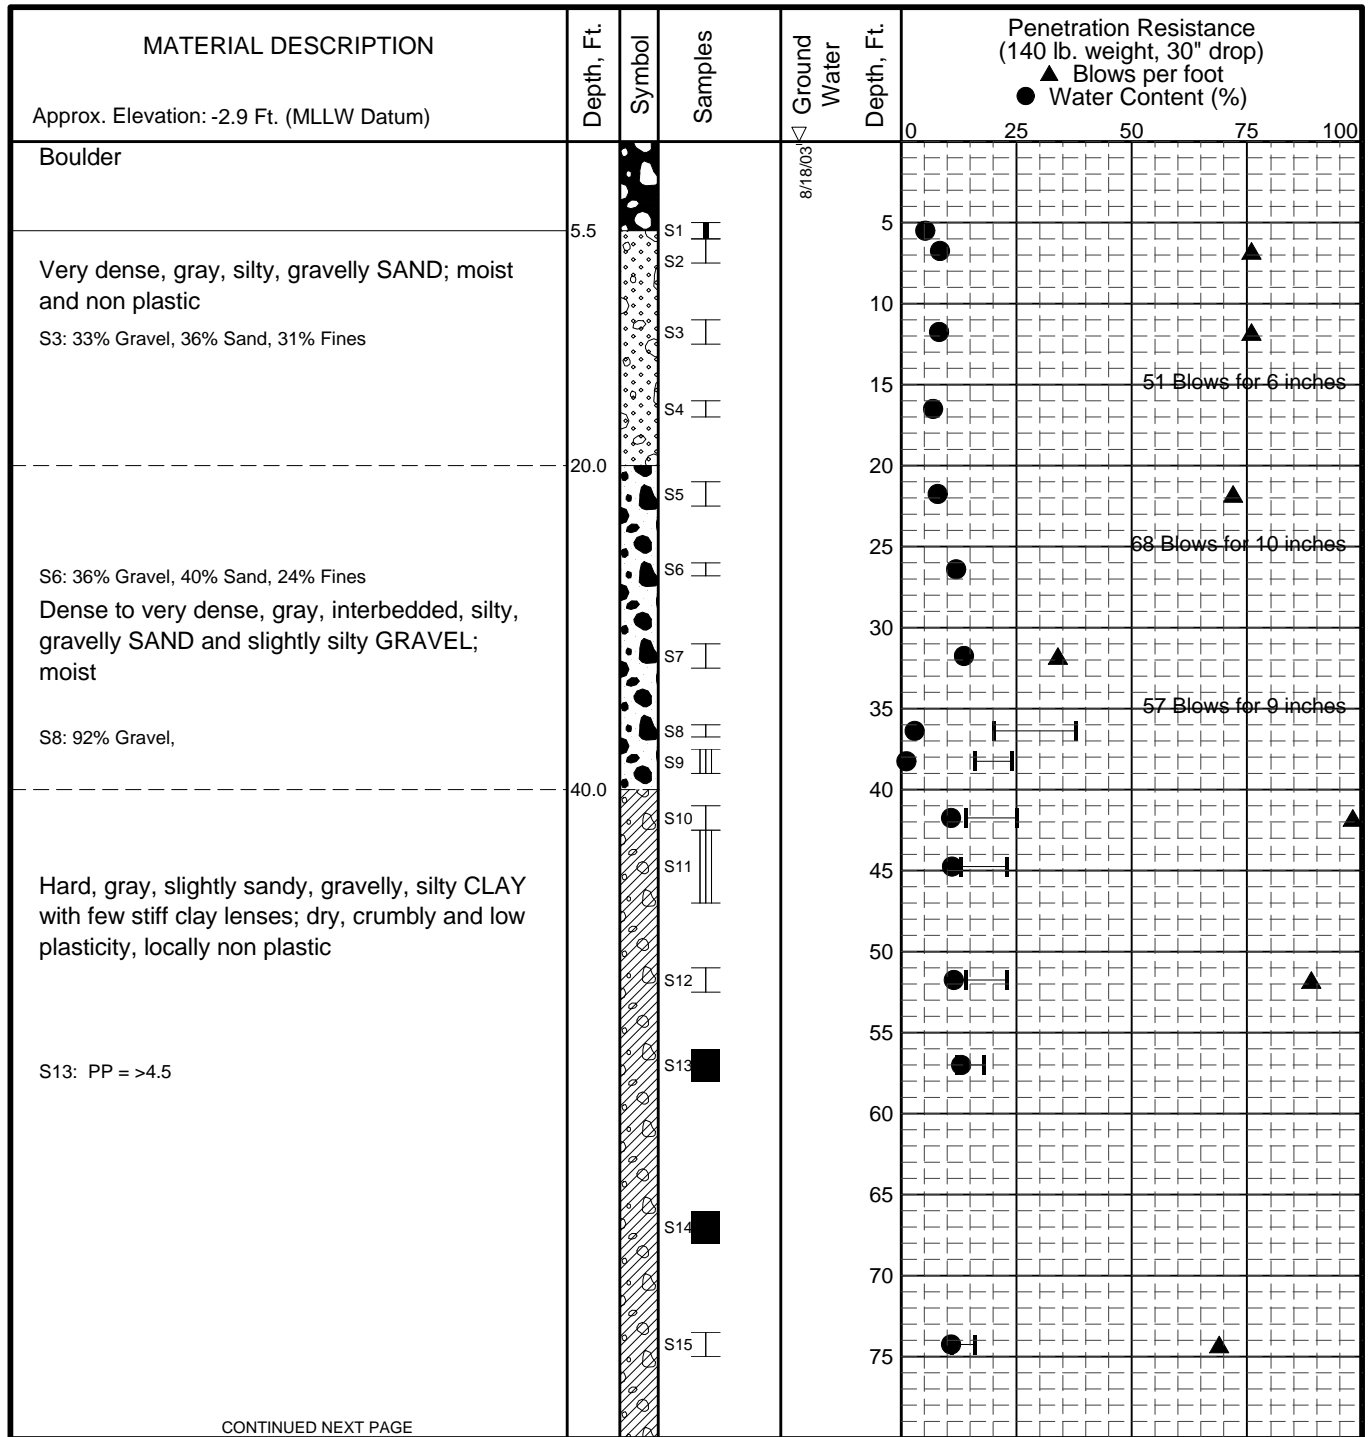 MATERIAL DESCRIPTION
Approx. Elevation: -2.9 Ft. (MLLW Datum)
Depth, Ft.
Symbol
Samples
Ground
Water
Depth, Ft.
Penetration Resistance
(140 lb. weight, 30" drop)
▲ Blows per foot
● Water Content (%)
0 25 50 75 100
8/18/03
Boulder
5.5
Very dense, gray, silty, gravelly SAND; moist
and non plastic
S3: 33% Gravel, 36% Sand, 31% Fines
20.0
S6: 36% Gravel, 40% Sand, 24% Fines
Dense to very dense, gray, interbedded, silty,
gravelly SAND and slightly silty GRAVEL;
moist
S8: 92% Gravel,
40.0
Hard, gray, slightly sandy, gravelly, silty CLAY
with few stiff clay lenses; dry, crumbly and low
plasticity, locally non plastic
S13: PP = >4.5
CONTINUED NEXT PAGE
S1
S2
S3
S4
S5
S6
S7
S8
S9
S10
S11
S12
S13
S14
S15
5
10
15
20
25
30
35
40
45
50
55
60
65
70
75
51 Blows for 6 inches
68 Blows for 10 inches
57 Blows for 9 inches